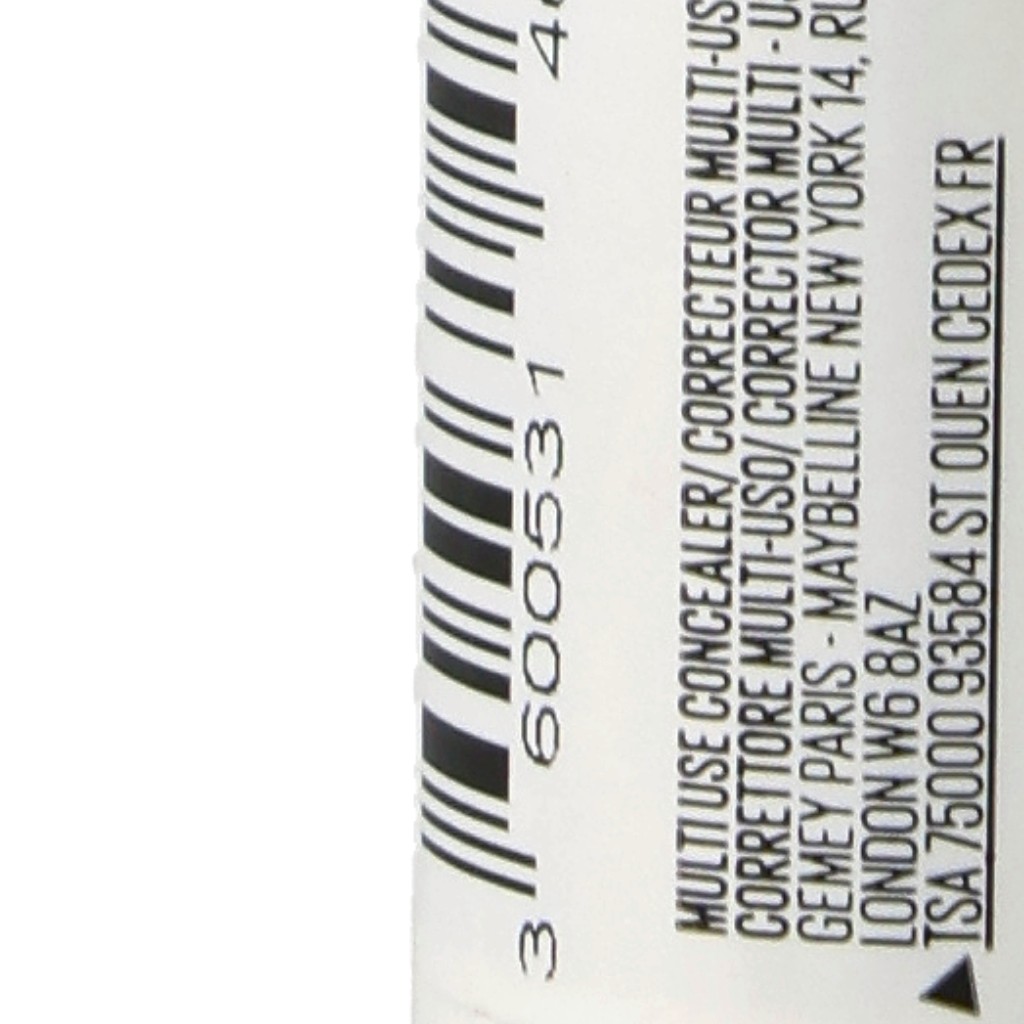 3 600531 4
MULTI USE CONCEALER/ CORRECTEUR MULTI-US
CORRETTORE MULTI-USO/ CORRECTOR MULTI - U
GEMEY PARIS - MAYBELLINE NEW YORK 14, RU
LONDON W6 8AZ
TSA 75000 93584 ST OUEN CEDEX FR